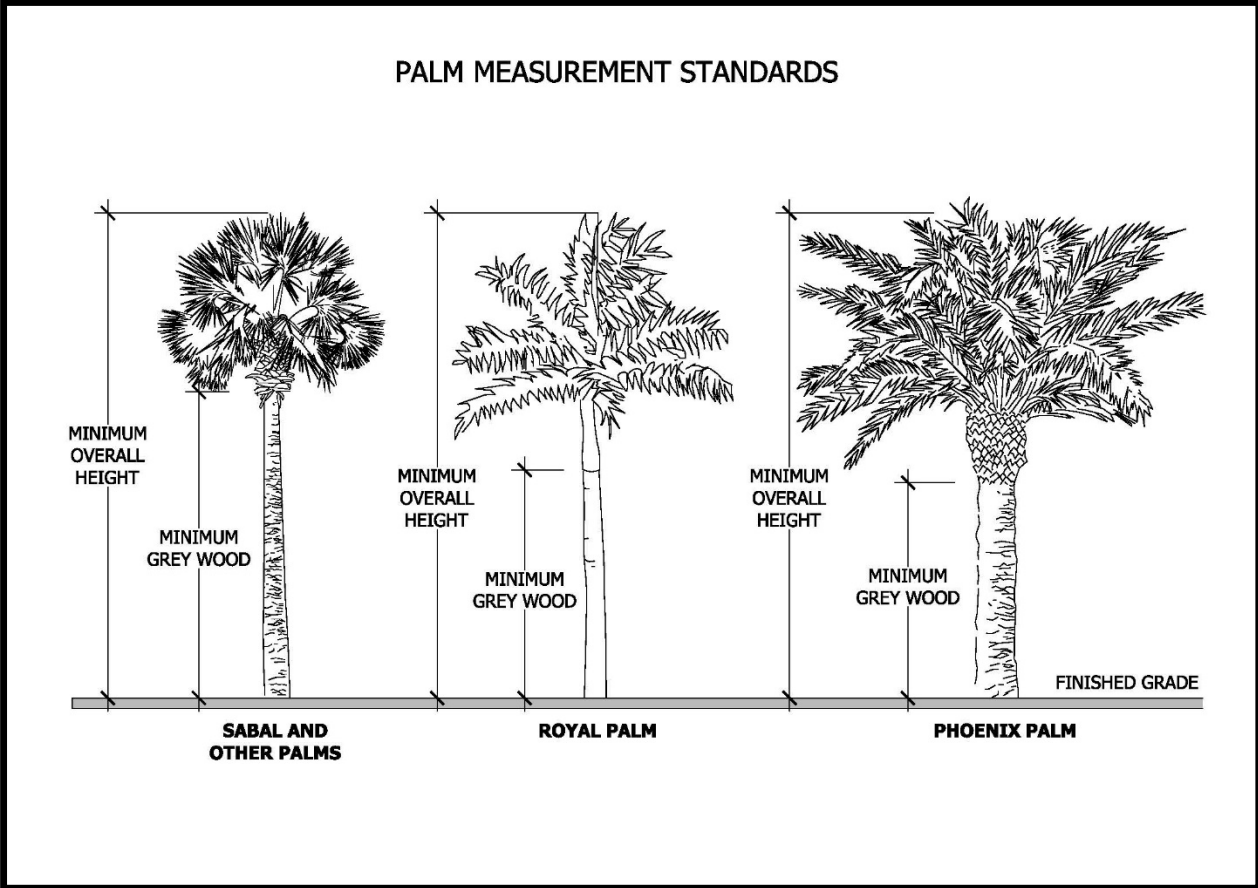 PALM MEASUREMENT STANDARDS
MINIMUM
OVERALL
HEIGHT
MINIMUM
GREY WOOD
MINIMUM
OVERALL
HEIGHT
MINIMUM
GREY WOOD
MINIMUM
OVERALL
HEIGHT
MINIMUM
GREY WOOD
FINISHED GRADE
SABAL AND
OTHER PALMS
ROYAL PALM
PHOENIX PALM